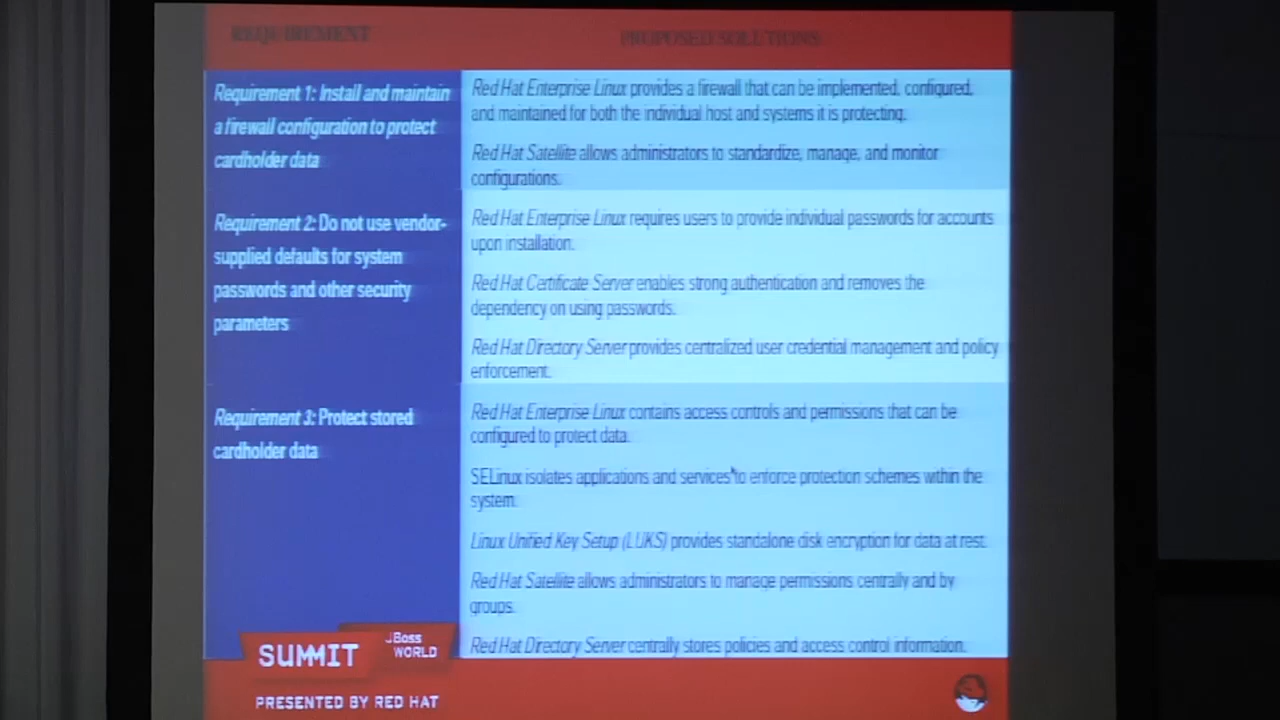 REQUIREMENT
PROPOSED SOLUTIONS
Requirement 1: Install and maintain
a firewall configuration to protect
cardholder data
Red Hat Enterprise Linux provides a firewall that can be implemented, configured,
and maintained for both the individual host and systems it is protecting.
Red Hat Satellite allows administrators to standardize, manage, and monitor
configurations.
Requirement 2: Do not use vendor-
supplied defaults for system
passwords and other security
parameters
Red Hat Enterprise Linux requires users to provide individual passwords for accounts
upon installation.
Red Hat Certificate Server enables strong authentication and removes the
dependency on using passwords.
Red Hat Directory Server provides centralized user credential management and policy
enforcement.
Requirement 3: Protect stored
cardholder data
Red Hat Enterprise Linux contains access controls and permissions that can be
configured to protect data.
SELinux isolates applications and services to enforce protection schemes within the
system.
Linux Unified Key Setup (LUKS) provides standalone disk encryption for data at rest.
Red Hat Satellite allows administrators to manage permissions centrally and by
groups.
Red Hat Directory Server centrally stores policies and access control information.
SUMMIT
JBoss
WORLD
PRESENTED BY RED HAT